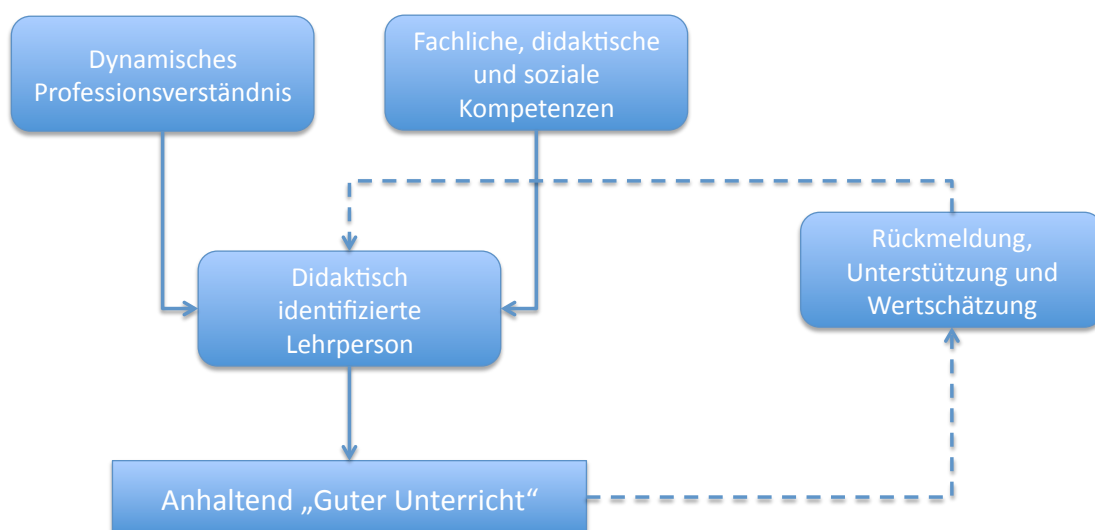 Dynamisches
Professionsverständnis
Fachliche, didaktische
und soziale
Kompetenzen
Rückmeldung,
Unterstützung und
Wertschätzung
Didaktisch
identifizierte
Lehrperson
Anhaltend „Guter Unterricht“